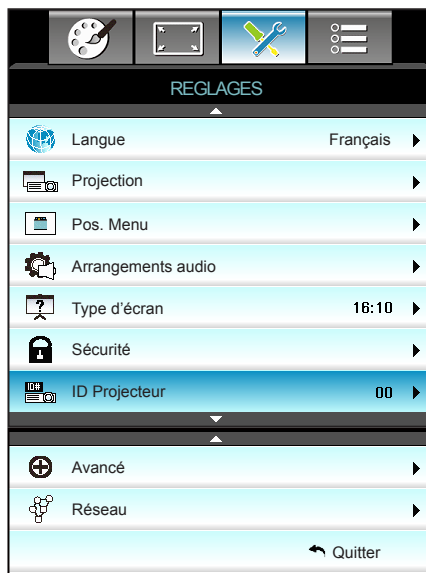 REGLAGES
Langue Français
Projection
Pos. Menu
Arrangements audio
? Type d'écran 16:10
Sécurité
ID# ID Projecteur 00
Avancé
Réseau
Quitter